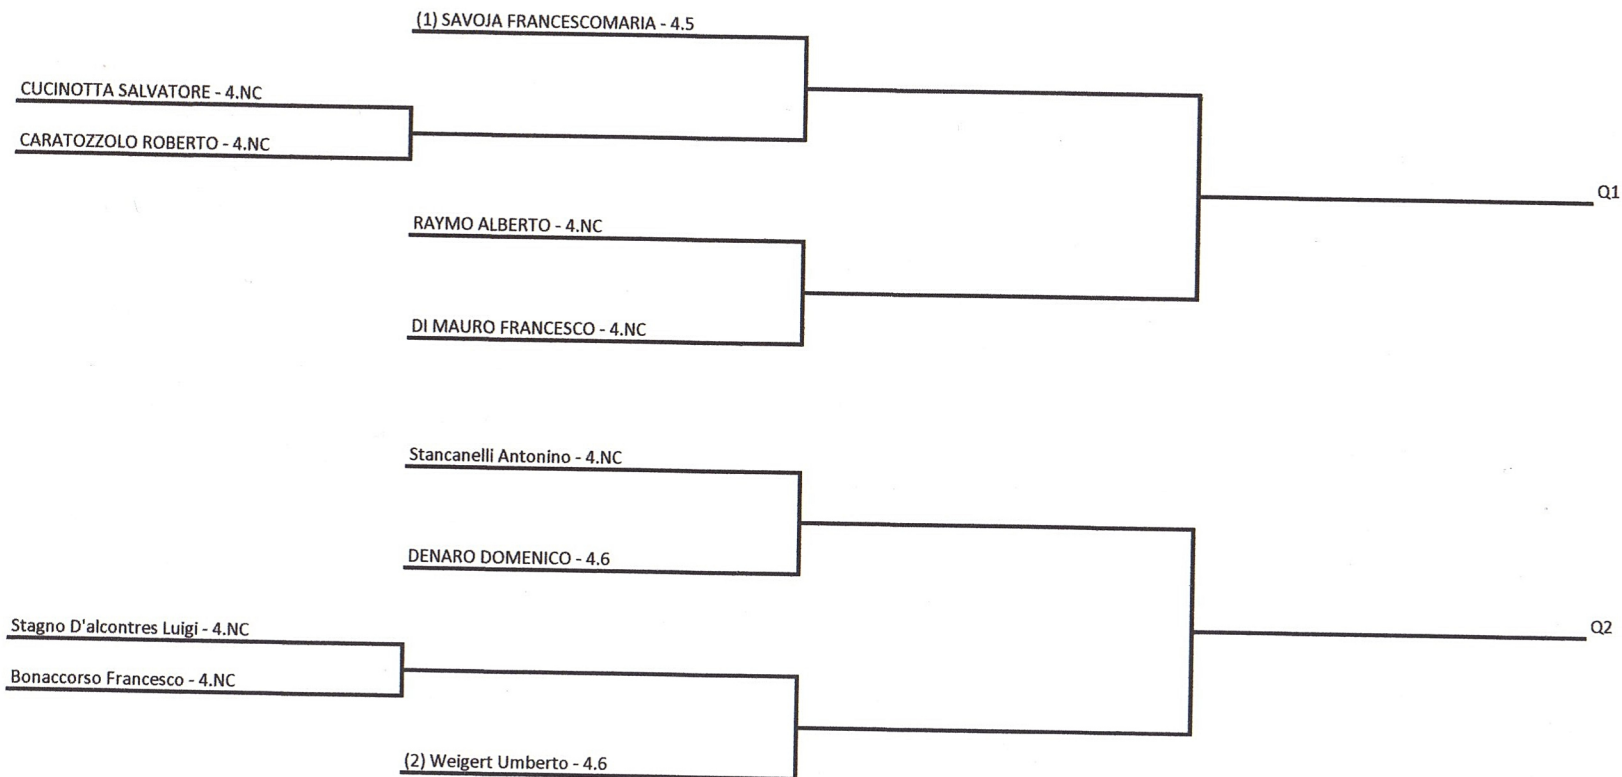 (1) SAVOJA FRANCESCOMARIA - 4.5
CUCINOTTA SALVATORE - 4.NC
CARATOZZOLO ROBERTO - 4.NC
Q1
RAYMO ALBERTO - 4.NC
DI MAURO FRANCESCO - 4.NC
Stancanelli Antonino - 4.NC
DENARO DOMENICO - 4.6
Stagno D'alcontres Luigi - 4.NC
Q2
Bonaccorso Francesco - 4.NC
(2) Weigert Umberto - 4.6